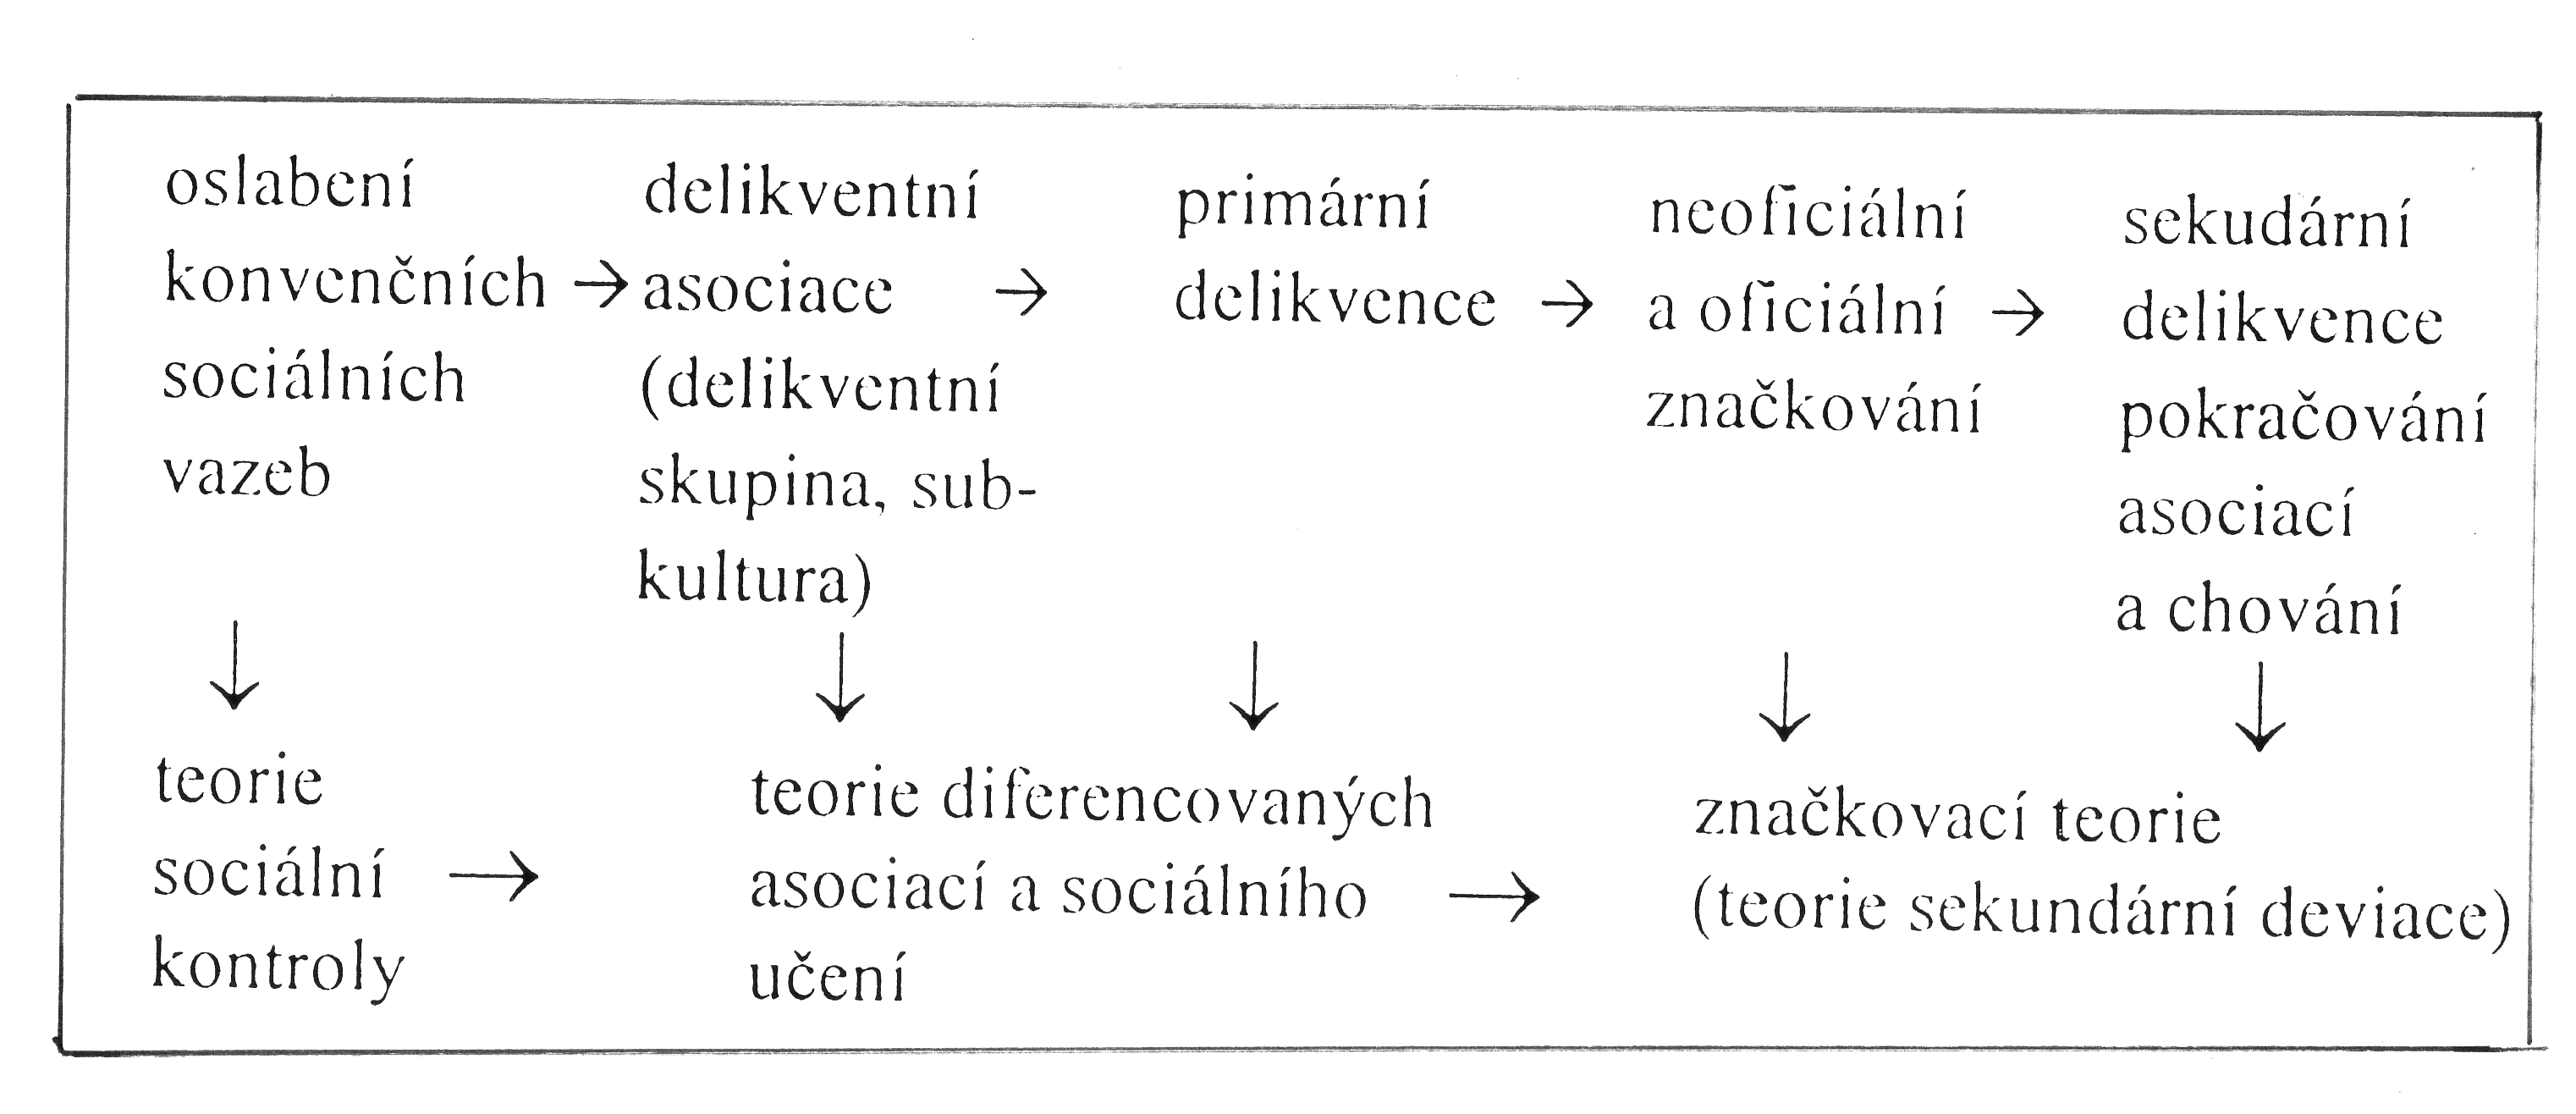 oslabení
konvenčních →
sociálních
vazeb
delikventní
asociace →
(delikventní
skupina, sub-
kultura)
primární
delikvence →
neoficiální
a oficiální →
značkování
sekudární
delikvence
pokračování
asociací
a chování
↓ ↓ ↓ ↓ ↓
teorie
sociální →
kontroly
teorie diferencovaných
asociací a sociálního →
učení
značkovací teorie
(teorie sekundární deviace)